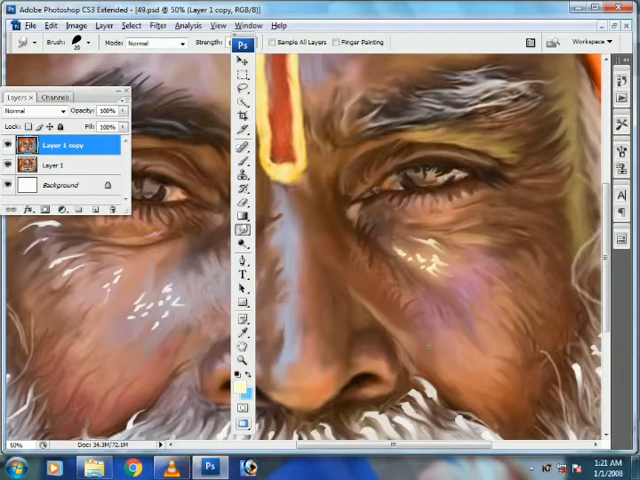 Adobe Photoshop CS3 Extended - [49.psd @ 50% (Layer 1 copy, RGB/8)]
File Edit Image Layer Select Filter Analysis View Window Help
Brush: 20 Mode: Normal Strength: Sample All Layers Finger Painting Workspace
Ps
Layers Channels
Normal Opacity: 100%
Lock: Fill: 100%
Layer 1 copy
Layer 1
Background
50% Doc: 34.3M/72.1M
Ps
1:21 AM
1/1/2008